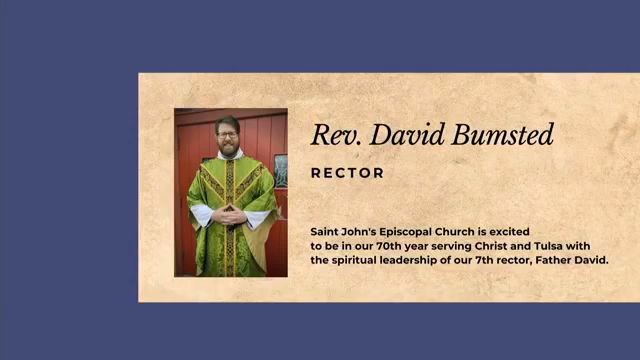 Rev. David Bumsted
RECTOR
Saint John's Episcopal Church is excited
to be in our 70th year serving Christ and Tulsa with
the spiritual leadership of our 7th rector, Father David.